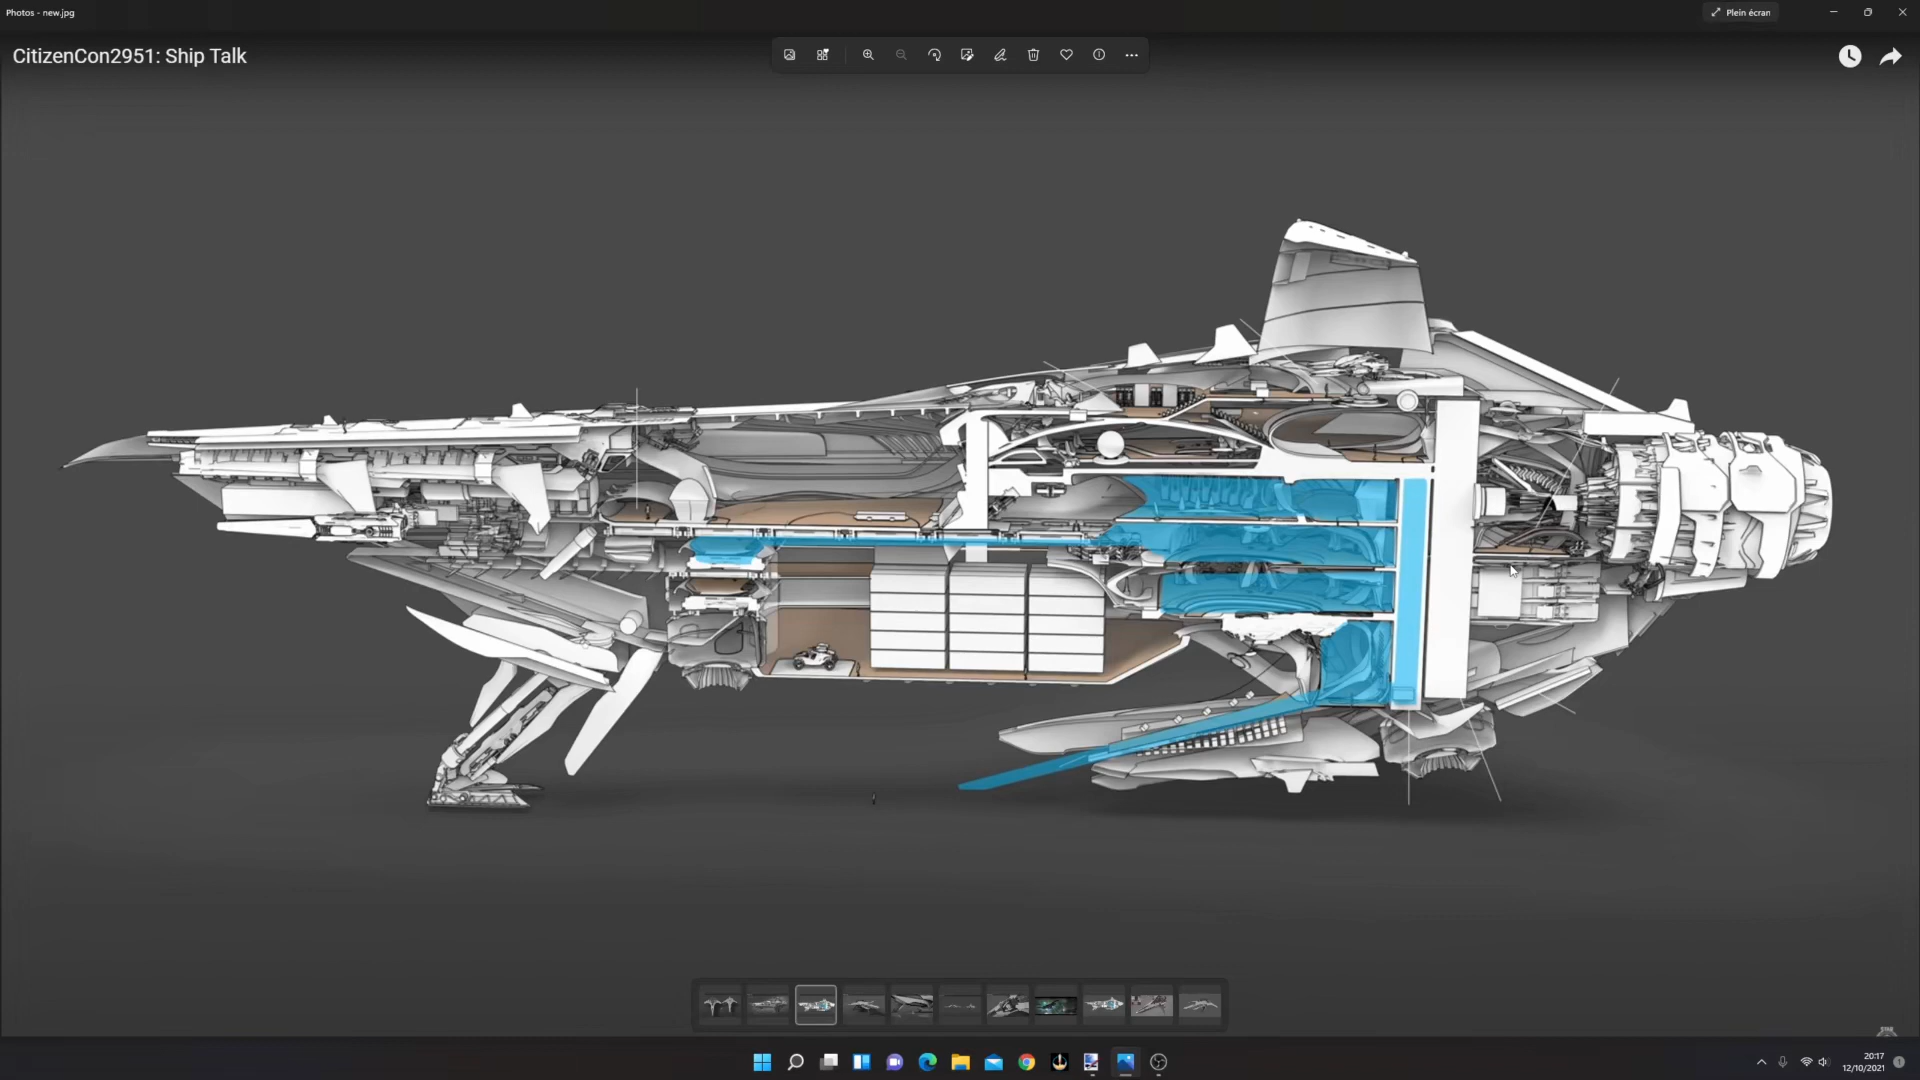 Photos - new.jpg
Plein écran
CitizenCon2951: Ship Talk
20:17
12/10/2021